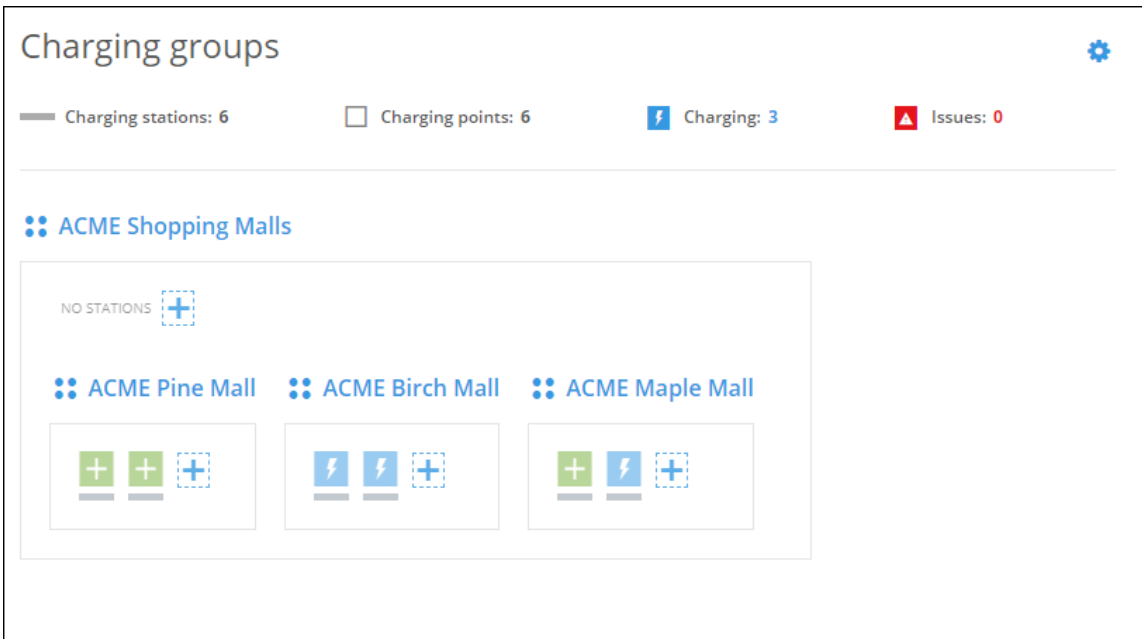 Charging groups
Charging stations: 6 Charging points: 6 Charging: 3 Issues: 0
ACME Shopping Malls
NO STATIONS
ACME Pine Mall ACME Birch Mall ACME Maple Mall